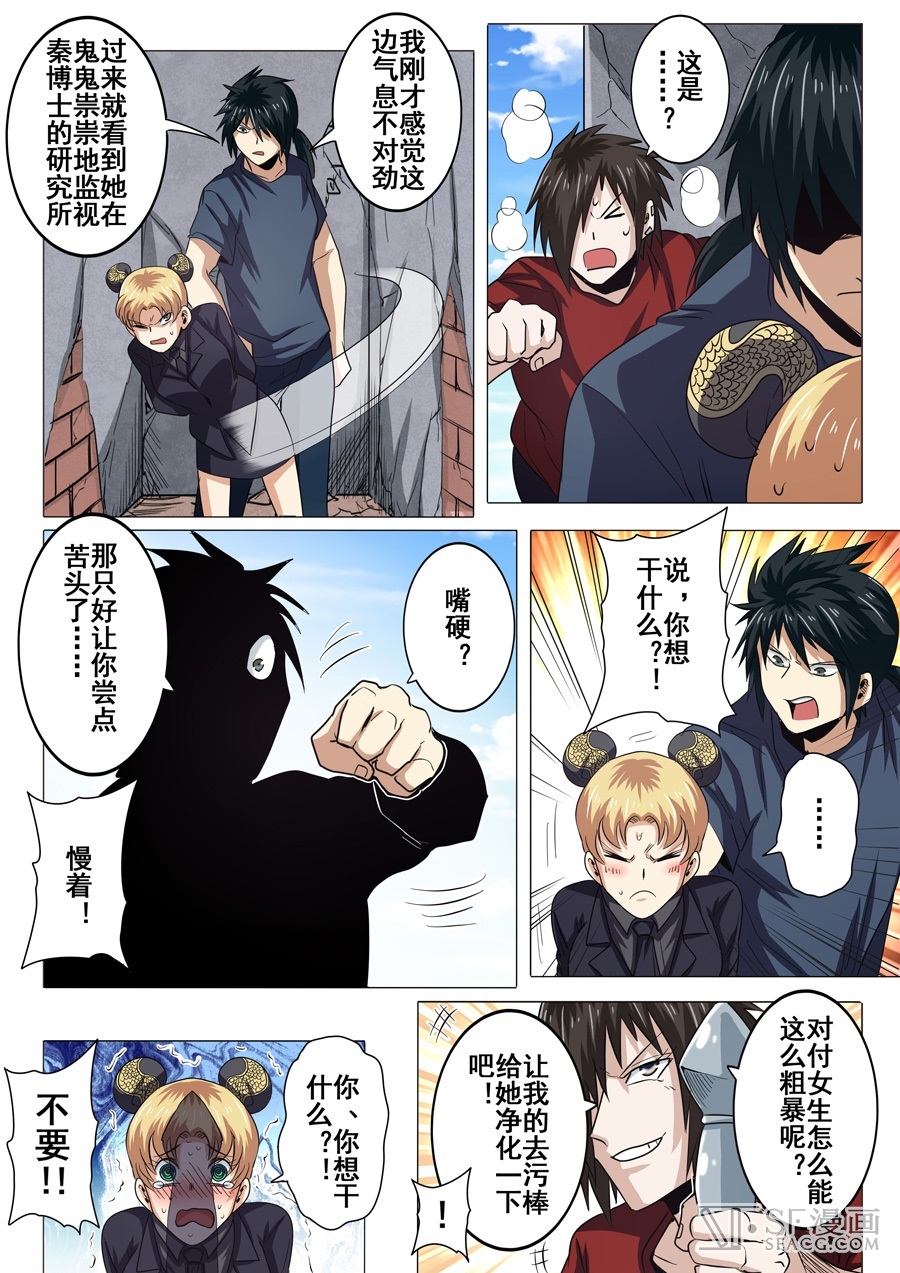 这是
……？
我刚才感觉这
边气息不对劲
过来就看到她在
鬼鬼祟祟地监视
秦博士的研究所
说，你想
干什么？！
……
嘴硬？
那只好让你尝点
苦头了……
慢着！
对付女生怎么能
这么粗暴呢？
让我的去污棒
给她净化一下
吧！
！
你、你想干
什么？！
不要！！
SF漫画
SFACG.COM